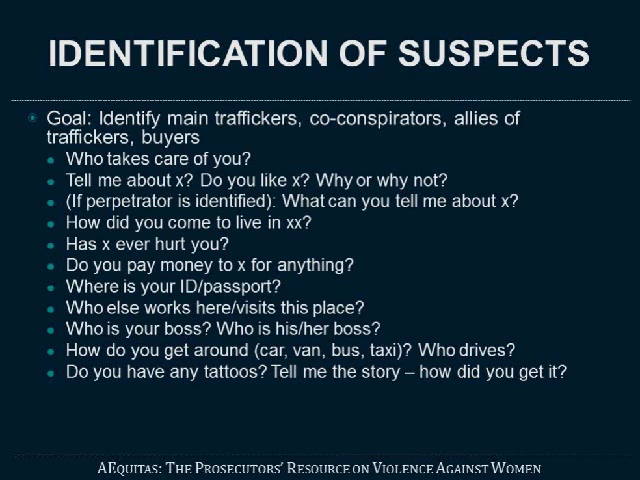 IDENTIFICATION OF SUSPECTS
Goal: Identify main traffickers, co-conspirators, allies of
traffickers, buyers
Who takes care of you?
Tell me about x? Do you like x? Why or why not?
(If perpetrator is identified): What can you tell me about x?
How did you come to live in xx?
Has x ever hurt you?
Do you pay money to x for anything?
Where is your ID/passport?
Who else works here/visits this place?
Who is your boss? Who is his/her boss?
How do you get around (car, van, bus, taxi)? Who drives?
Do you have any tattoos? Tell me the story – how did you get it?
AEQUITAS: THE PROSECUTORS' RESOURCE ON VIOLENCE AGAINST WOMEN